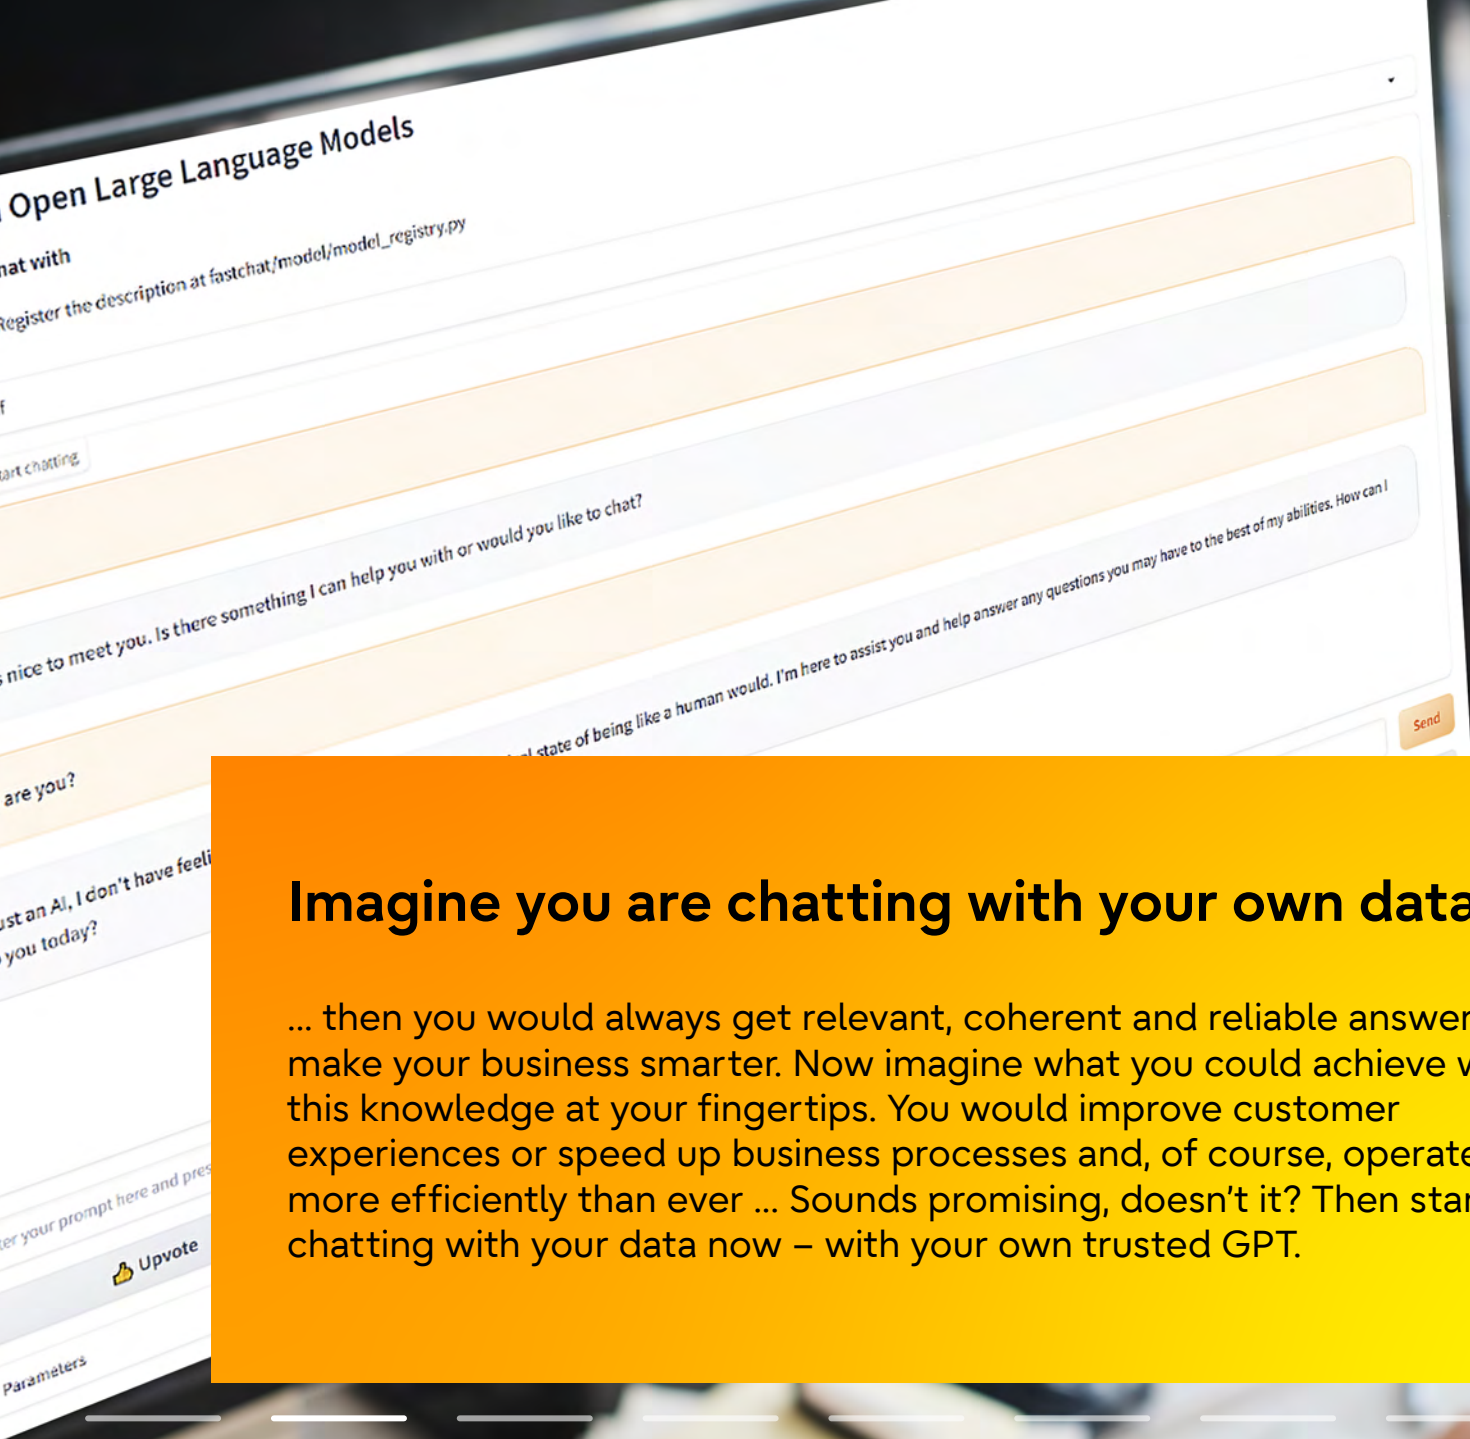 Open Large Language Models
hat with
Register the description at fastchat/model/model_registry.py
f
tart chatting
s nice to meet you. Is there something I can help you with or would you like to chat?
are you?
ust an AI, I don't have feeli
state of being like a human would. I'm here to assist you and help answer any questions you may have to the best of my abilities. How can I
you today?
Send
ter your prompt here and pres
👍 Upvote
Parameters
Imagine you are chatting with your own data
... then you would always get relevant, coherent and reliable answer
make your business smarter. Now imagine what you could achieve w
this knowledge at your fingertips. You would improve customer
experiences or speed up business processes and, of course, operate
more efficiently than ever ... Sounds promising, doesn't it? Then star
chatting with your data now – with your own trusted GPT.